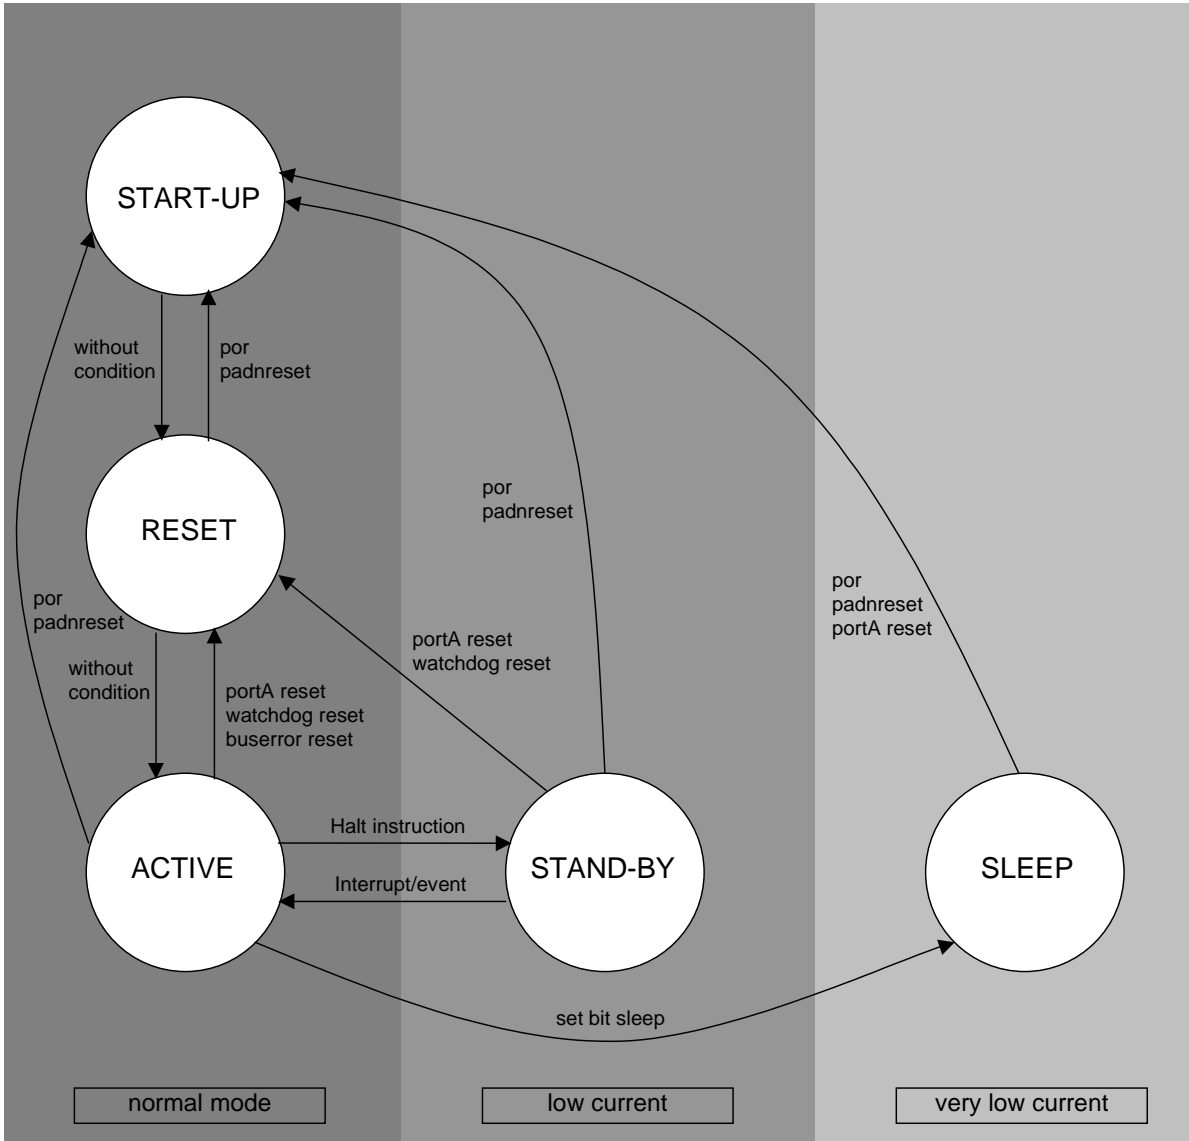 START-UP
without
condition
por
padnreset
RESET
por
padnreset
por
padnreset
portA reset
por
padnreset
without
condition
portA reset
watchdog reset
buserror reset
portA reset
watchdog reset
Halt instruction
ACTIVE
STAND-BY
SLEEP
Interrupt/event
set bit sleep
normal mode
low current
very low current